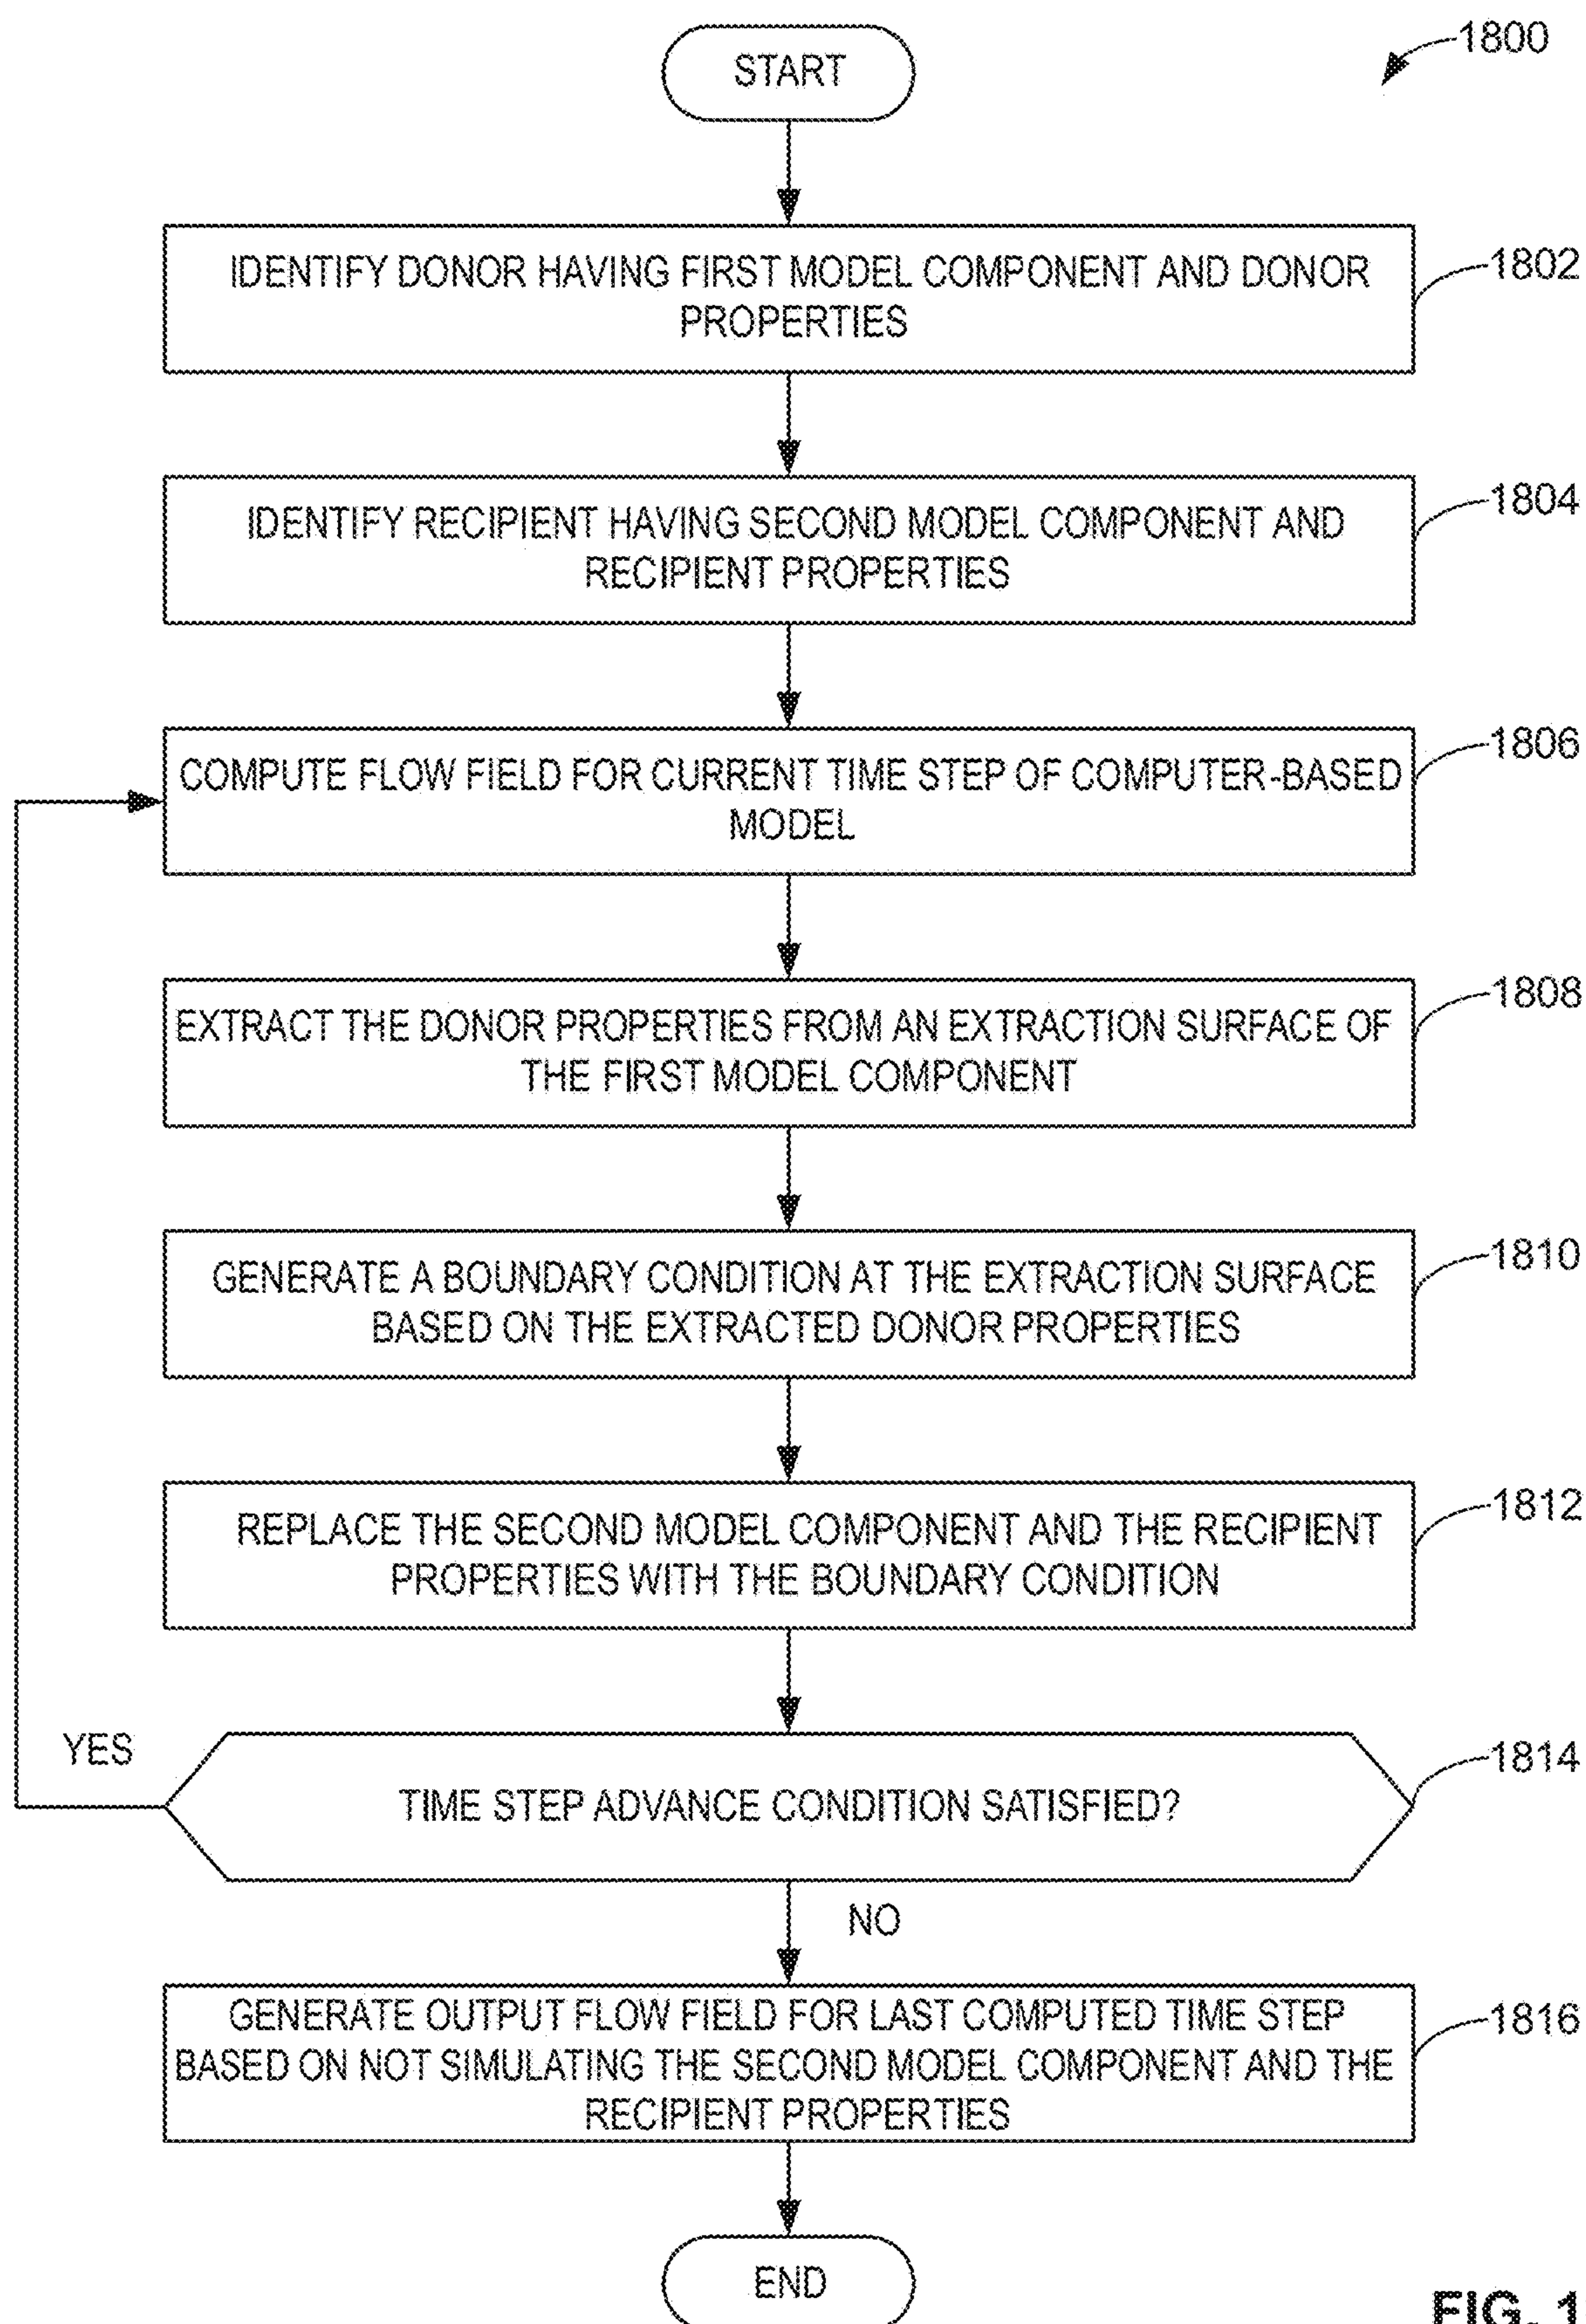 START
1800
IDENTIFY DONOR HAVING FIRST MODEL COMPONENT AND DONOR
PROPERTIES
1802
IDENTIFY RECIPIENT HAVING SECOND MODEL COMPONENT AND
RECIPIENT PROPERTIES
1804
COMPUTE FLOW FIELD FOR CURRENT TIME STEP OF COMPUTER-BASED
MODEL
1806
EXTRACT THE DONOR PROPERTIES FROM AN EXTRACTION SURFACE OF
THE FIRST MODEL COMPONENT
1808
GENERATE A BOUNDARY CONDITION AT THE EXTRACTION SURFACE
BASED ON THE EXTRACTED DONOR PROPERTIES
1810
REPLACE THE SECOND MODEL COMPONENT AND THE RECIPIENT
PROPERTIES WITH THE BOUNDARY CONDITION
1812
YES
TIME STEP ADVANCE CONDITION SATISFIED?
1814
NO
GENERATE OUTPUT FLOW FIELD FOR LAST COMPUTED TIME STEP
BASED ON NOT SIMULATING THE SECOND MODEL COMPONENT AND THE
RECIPIENT PROPERTIES
1816
END
FIG. 1